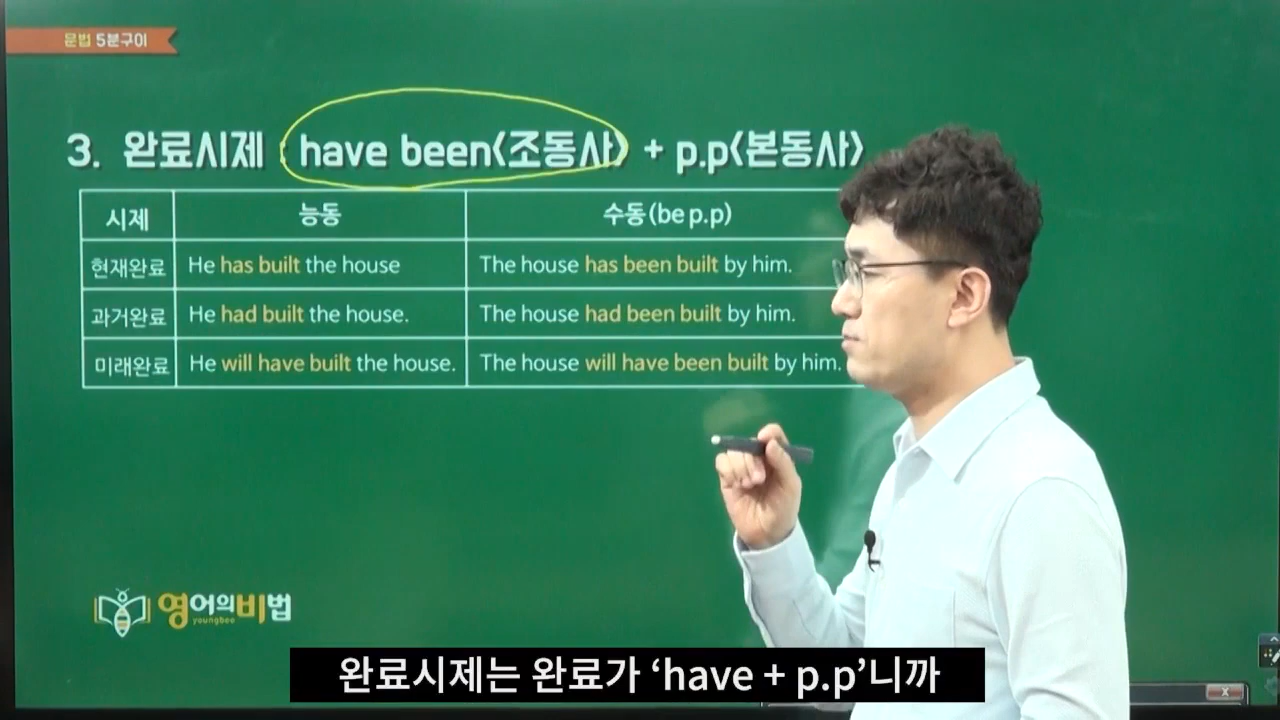 문법 5분구이
3. 완료시제 : have been<조동사> + p.p<본동사>
시제 능동 수동(be p.p)
현재완료 He has built the house The house has been built by him.
과거완료 He had built the house. The house had been built by him.
미래완료 He will have built the house. The house will have been built by him.
영어의비법
youngbee
완료시제는 완료가 ‘have + p.p’니까